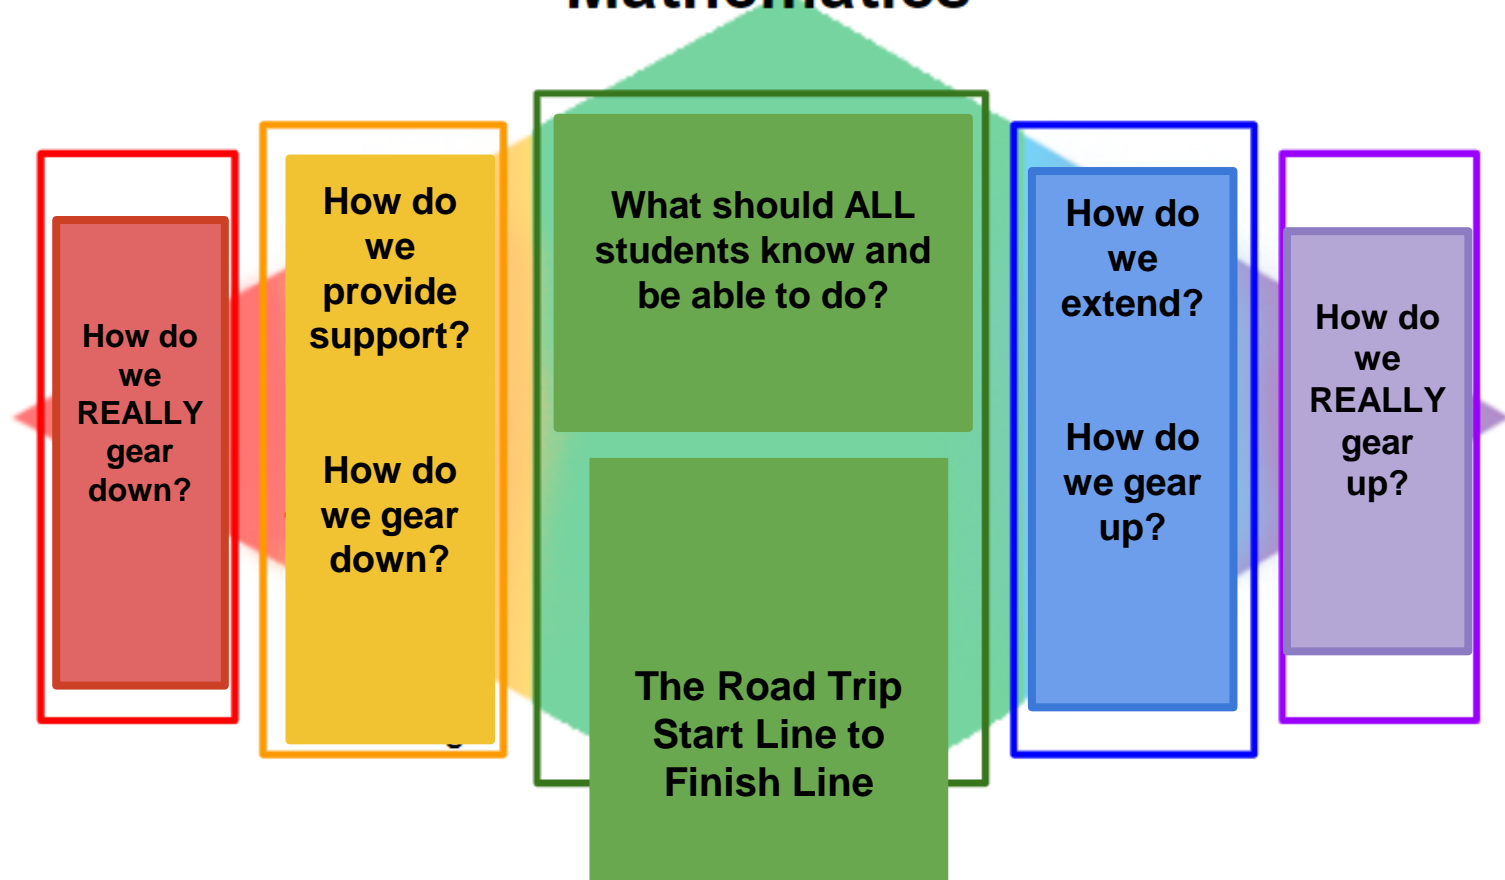 Mathematics
How do
we
REALLY
gear
down?
How do
we
provide
support?
How do
we gear
down?
What should ALL
students know and
be able to do?
The Road Trip
Start Line to
Finish Line
How do
we
extend?
How do
we gear
up?
How do
we
REALLY
gear
up?